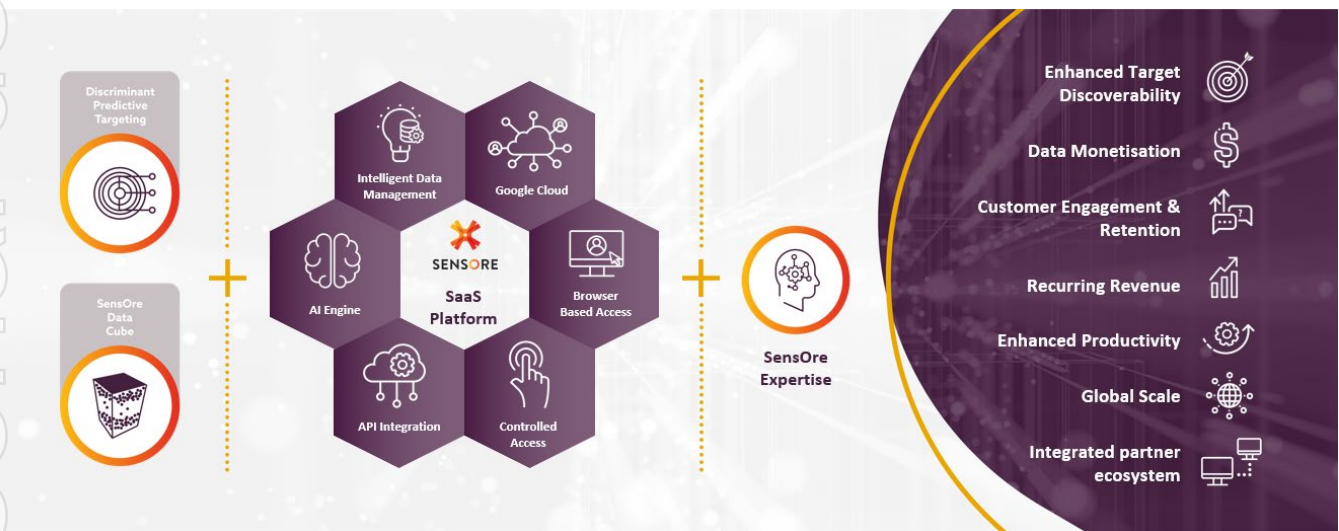 Discriminant
Predictive
Targeting
SensOre
Data
Cube
+
Intelligent Data
Management
Google Cloud
AI Engine
SENSORE
SaaS
Platform
Browser
Based Access
API Integration
Controlled
Access
+
SensOre
Expertise
Enhanced Target
Discoverability
Data Monetisation
Customer Engagement &
Retention
Recurring Revenue
Enhanced Productivity
Global Scale
Integrated partner
ecosystem